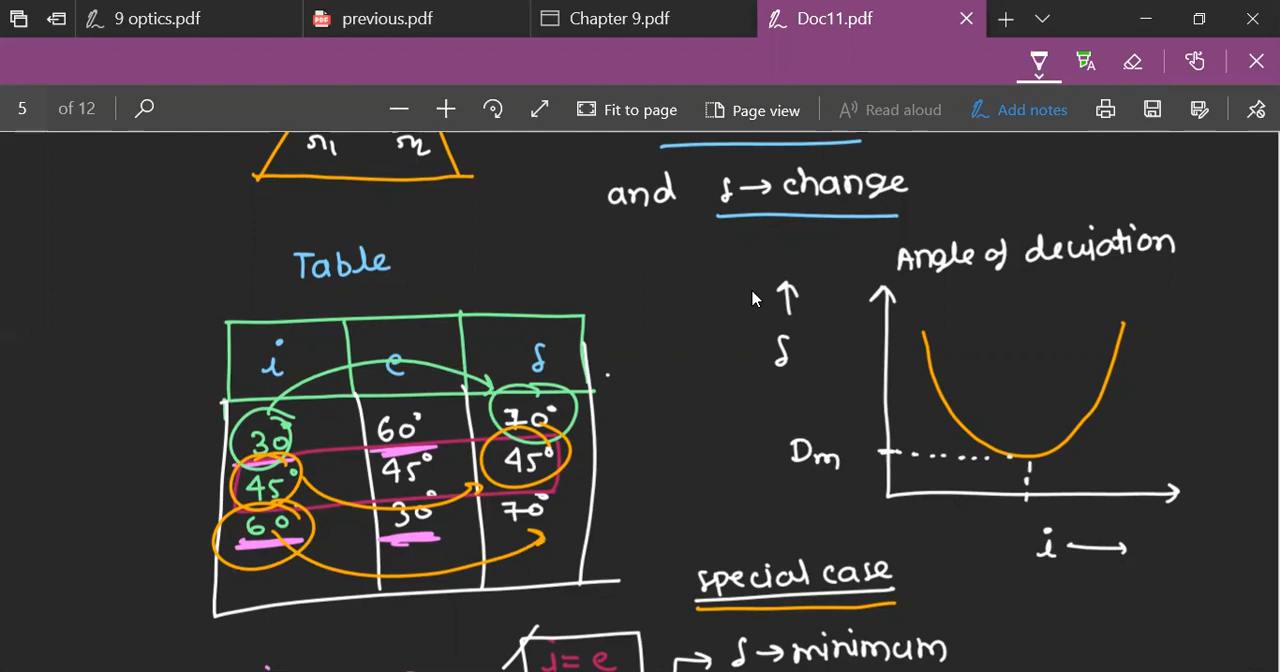 9 optics.pdf
previous.pdf
Chapter 9.pdf
Doc11.pdf
5 of 12
Fit to page
Page view
Read aloud
Add notes
r1 r2
and δ → change
Table
Angle of deviation
i e δ
30 60° 70°
45° 45° 45°
60° 30° 70°
δ
Dm
i
special case
i = e
δ → minimum